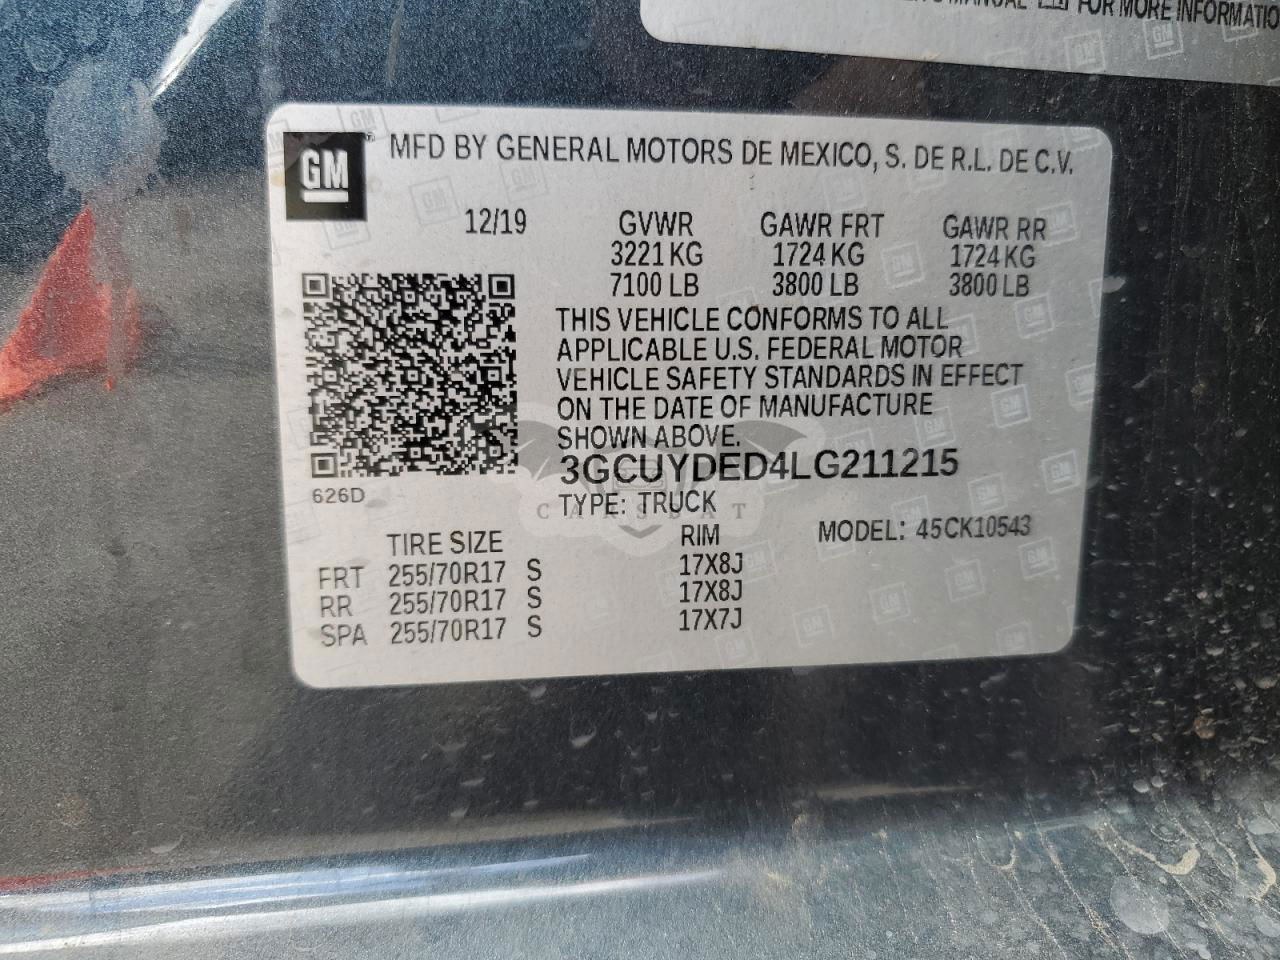 MANUAL FOR MORE INFORMATIO
GM
MFD BY GENERAL MOTORS DE MEXICO, S. DE R.L. DE C.V.
12/19 GVWR GAWR FRT GAWR RR
3221 KG 1724 KG 1724 KG
7100 LB 3800 LB 3800 LB
THIS VEHICLE CONFORMS TO ALL
APPLICABLE U.S. FEDERAL MOTOR
VEHICLE SAFETY STANDARDS IN EFFECT
ON THE DATE OF MANUFACTURE
SHOWN ABOVE.
3GCUYDED4LG211215
626D
TYPE: TRUCK
CARSBAT
TIRE SIZE RIM MODEL: 45CK10543
FRT 255/70R17 S 17X8J
RR 255/70R17 S 17X8J
SPA 255/70R17 S 17X7J